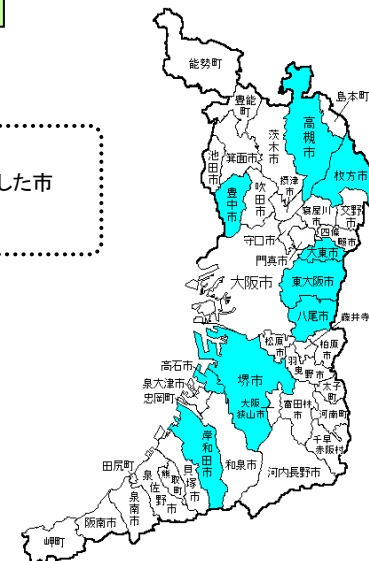 能勢町
島本町
豊能町
高槻市
茨木市
池田市
箕面市
枚方市
摂津市
豊中市
吹田市
した市
寝屋川市
交野市
四條畷市
守口市
大東市
門真市
大阪市
東大阪市
八尾市
藤井寺
松原市
柏原市
羽曳野市
高石市
堺市
太子町
泉大津市
大阪狭山市
富田林市
河南町
忠岡町
岸和田市
千早赤阪村
田尻町
和泉市
河内長野市
貝塚市
熊取町
泉佐野市
泉南市
阪南市
岬町